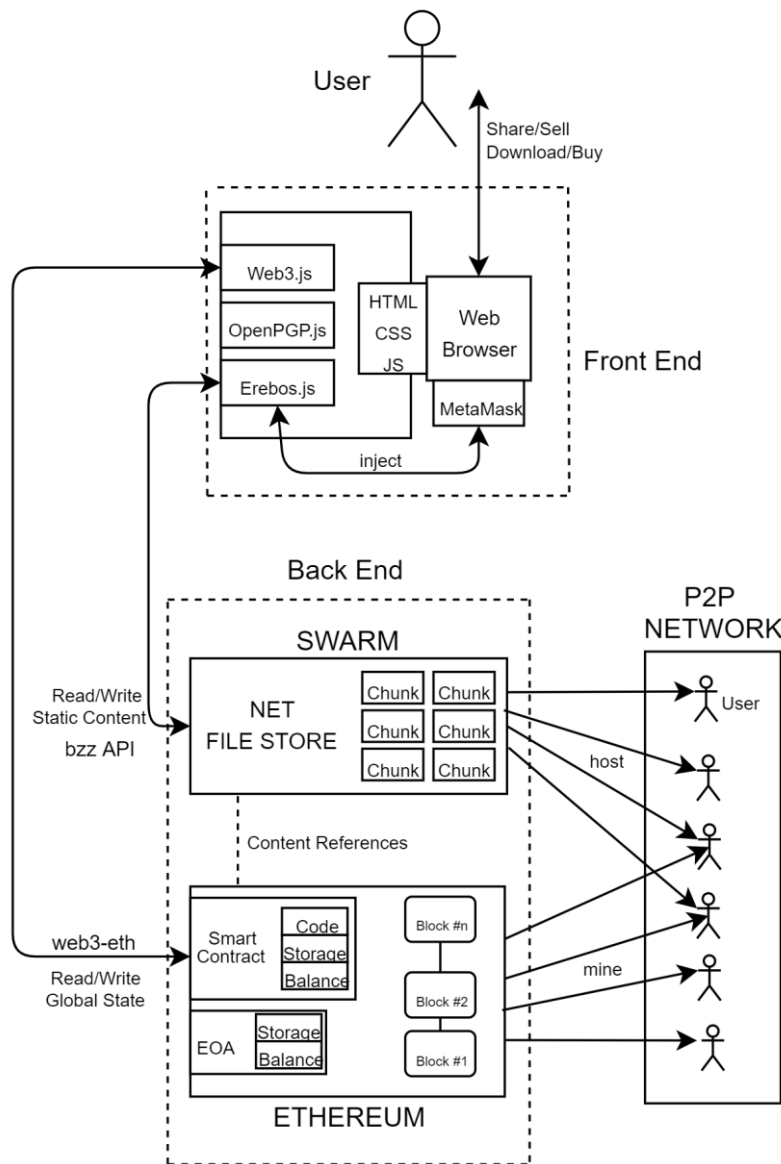 User
Share/Sell
Download/Buy
Web3.js
OpenPGP.js
Erebos.js
HTML
CSS
JS
Web
Browser
MetaMask
inject
Front End
Back End
SWARM
NET
FILE STORE
Chunk
Chunk
Chunk
Chunk
Chunk
Chunk
Read/Write
Static Content
bzz API
Content References
web3-eth
Read/Write
Global State
Smart
Contract
Code
Storage
Balance
EOA
Storage
Balance
Block #n
Block #2
Block #1
ETHEREUM
host
mine
P2P
NETWORK
User